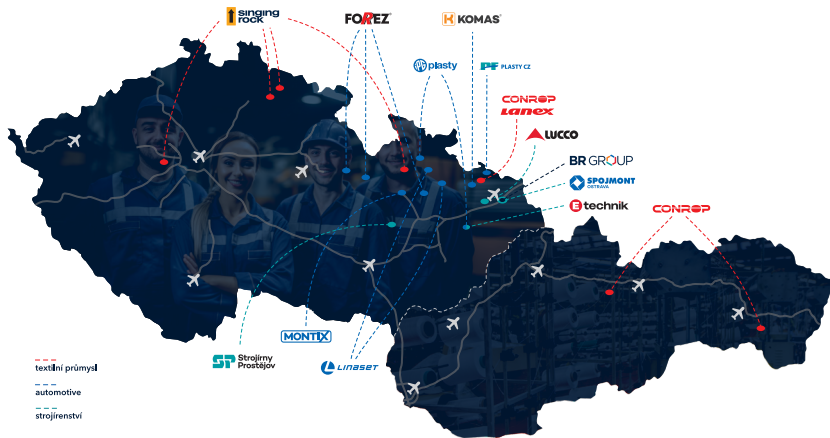 singing
rock
FOREZ
KOMAS
plasty
PF PLASTY CZ
CONROP
Lanex
LUCCO
BR GROUP
SPOJMONT
OSTRAVA
E technik
CONROP
MONTIX
SP Strojírny
Prostějov
LINASET
textilní průmysl
automotive
strojírenství